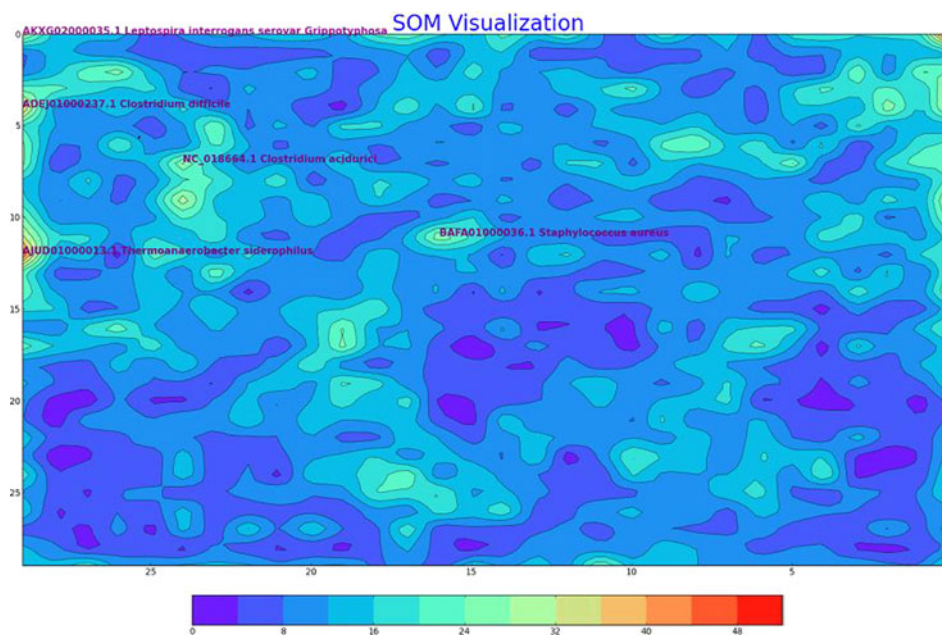 SOM Visualization
AKXG02000035.1 Leptospira interrogans serovar Grippotyphosa
0
ADEJ01000237.1 Clostridium difficile
5
NC_018664.1 Clostridium acidurici
10
BAFA01000036.1 Staphylococcus aureus
AJUD01000013.1 Thermoanaerobacter siderophilus
15
20
25
25 20 15 10 5
0 8 16 24 32 40 48